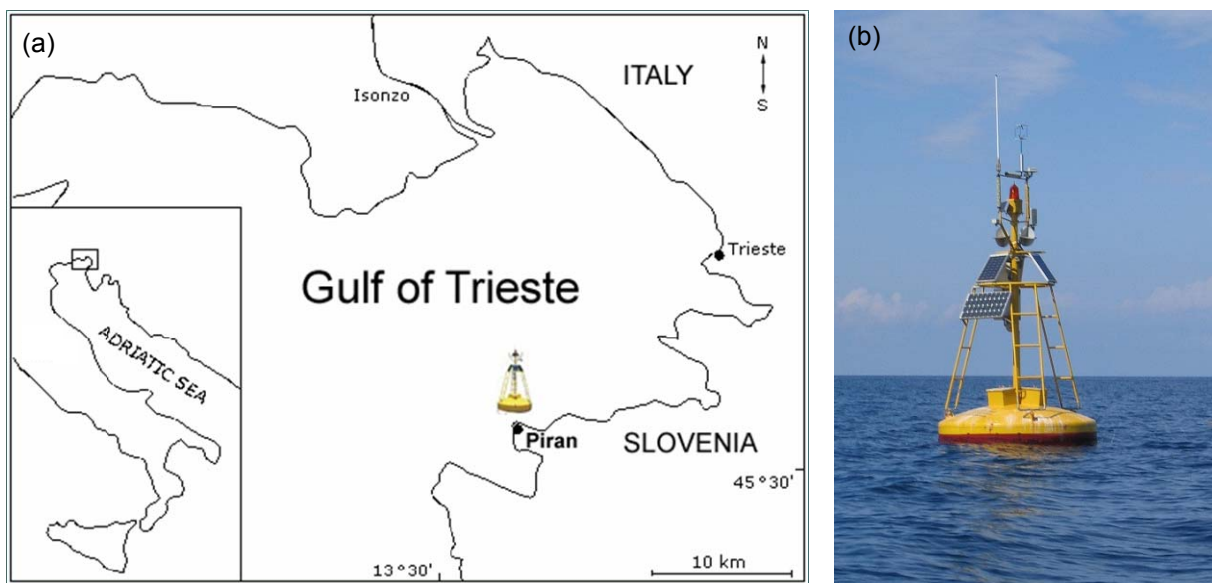 (a)
N
S
ITALY
Isonzo
Trieste
Gulf of Trieste
ADRIATIC SEA
Piran
SLOVENIA
45°30'
13°30'
10 km
(b)